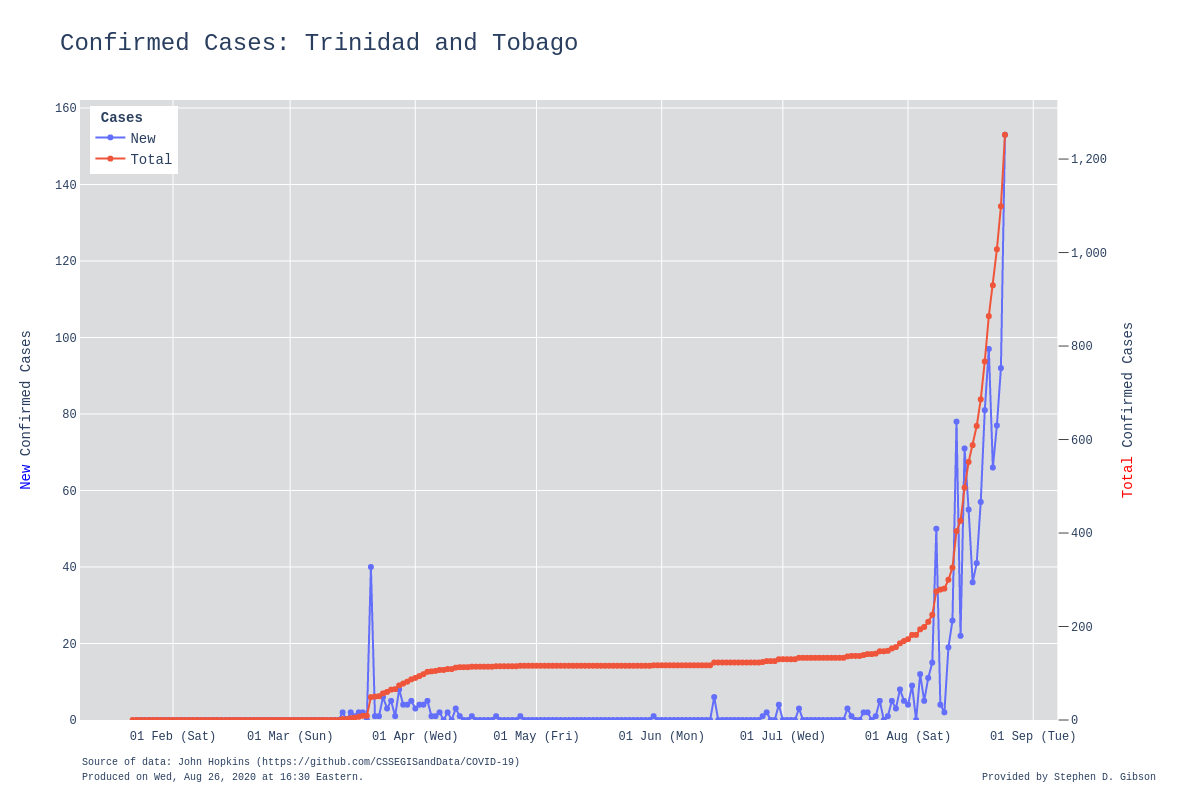 Confirmed Cases: Trinidad and Tobago
Cases
New
Total
160
140
120
100
80
60
40
20
0
New Confirmed Cases
1,200
1,000
800
600
400
200
0
Total Confirmed Cases
01 Feb (Sat) 01 Mar (Sun) 01 Apr (Wed) 01 May (Fri) 01 Jun (Mon) 01 Jul (Wed) 01 Aug (Sat) 01 Sep (Tue)
Source of data: John Hopkins (https://github.com/CSSEGISandData/COVID-19)
Produced on Wed, Aug 26, 2020 at 16:30 Eastern.
Provided by Stephen D. Gibson